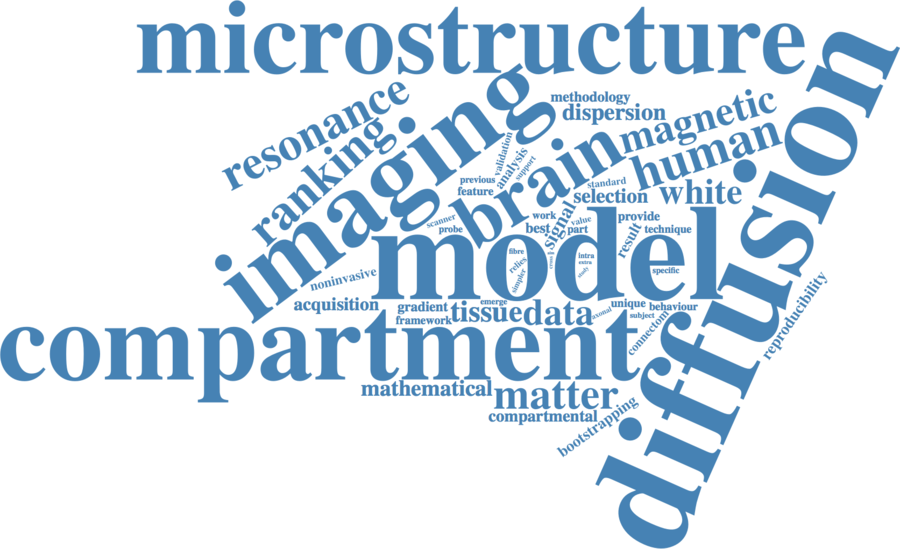 microstructure
diffusion
resonance
imaging
methodology
dispersion
magnetic
ranking
validation
analysis
support
brain
human
previous
feature
standard
selection
white
scanner
probe
work
best
signal
value
part
provide
result
technique
model
fibre
relies
simpler
intra
extra
study
specific
noninvasive
acquisition
gradient
framework
emerge
tissue
data
axonal
unique
subject
behaviour
connectom
reproducibility
compartment
mathematical
matter
compartmental
bootstrapping